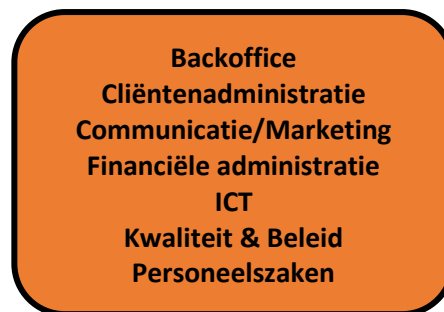 Backoffice
Cliëntenadministratie
Communicatie/Marketing
Financiële administratie
ICT
Kwaliteit & Beleid
Personeelszaken